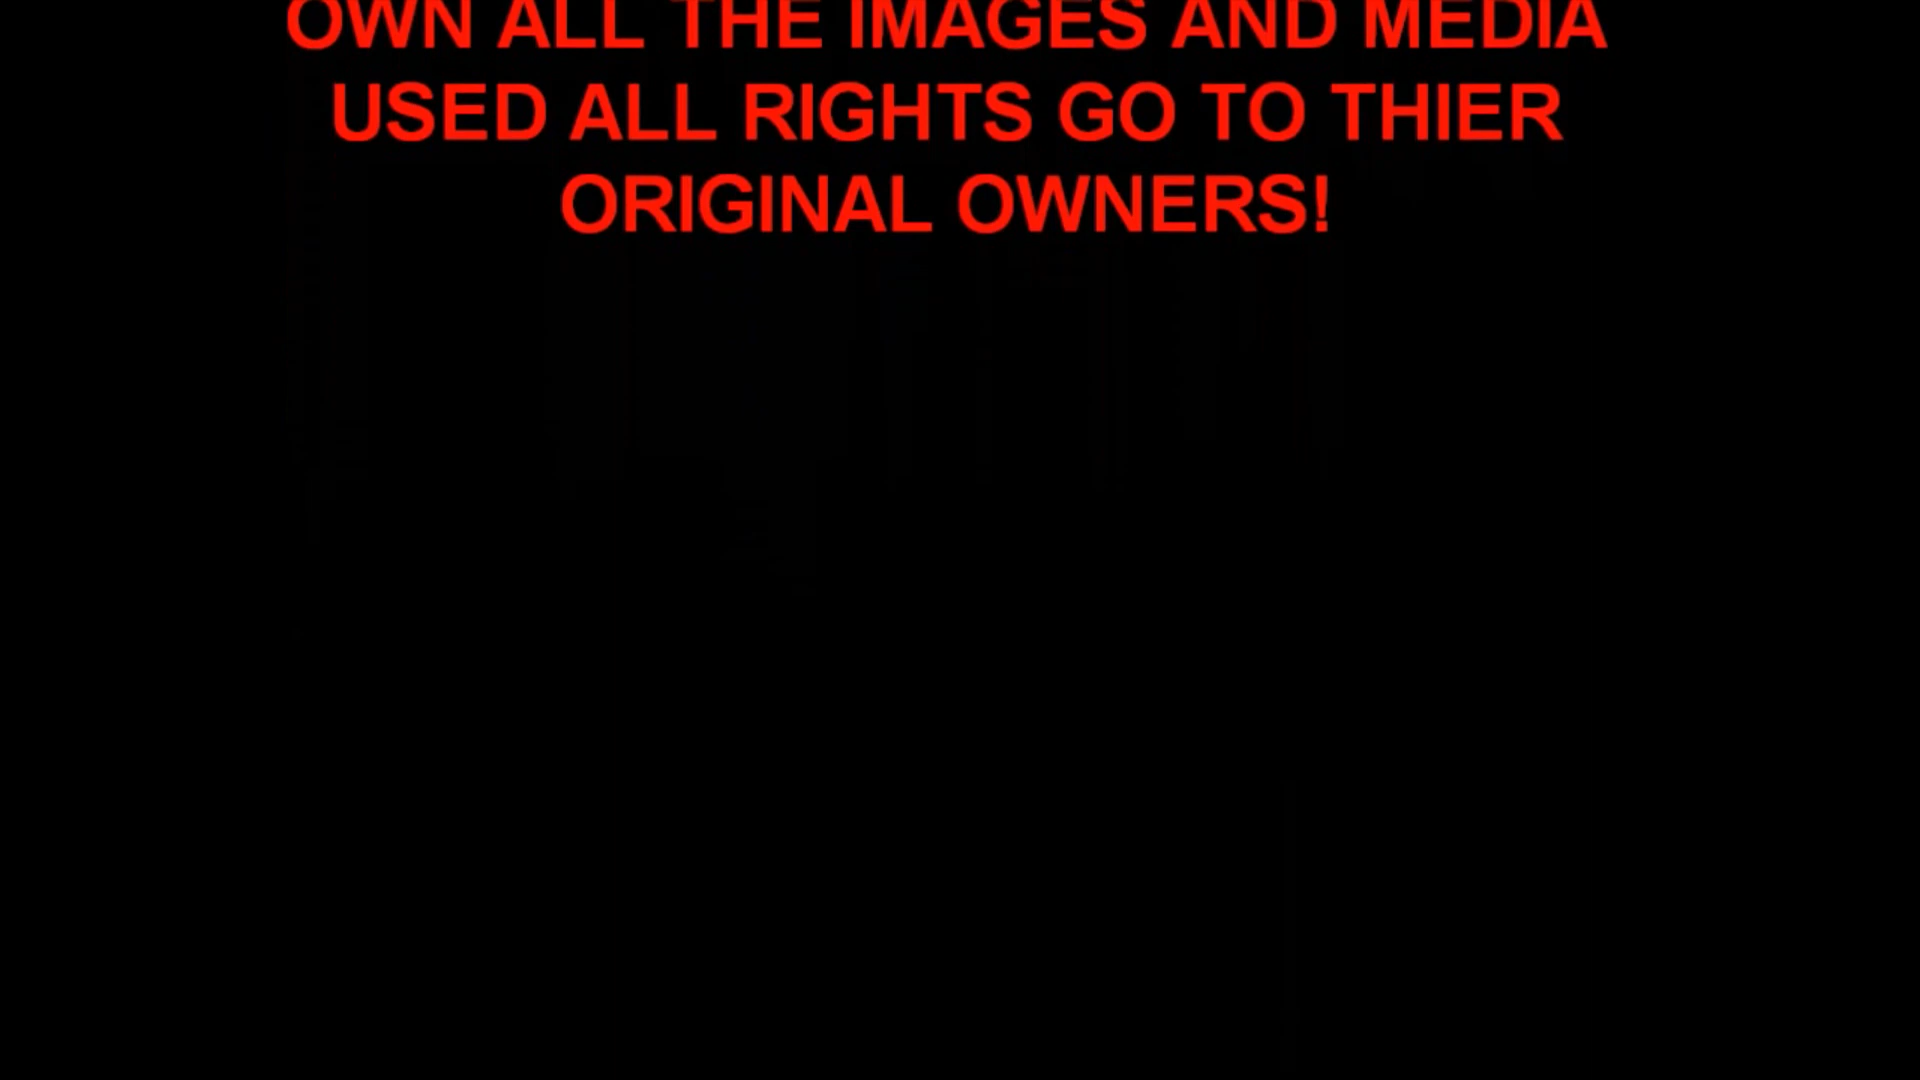 OWN ALL THE IMAGES AND MEDIA
USED ALL RIGHTS GO TO THIER
ORIGINAL OWNERS!